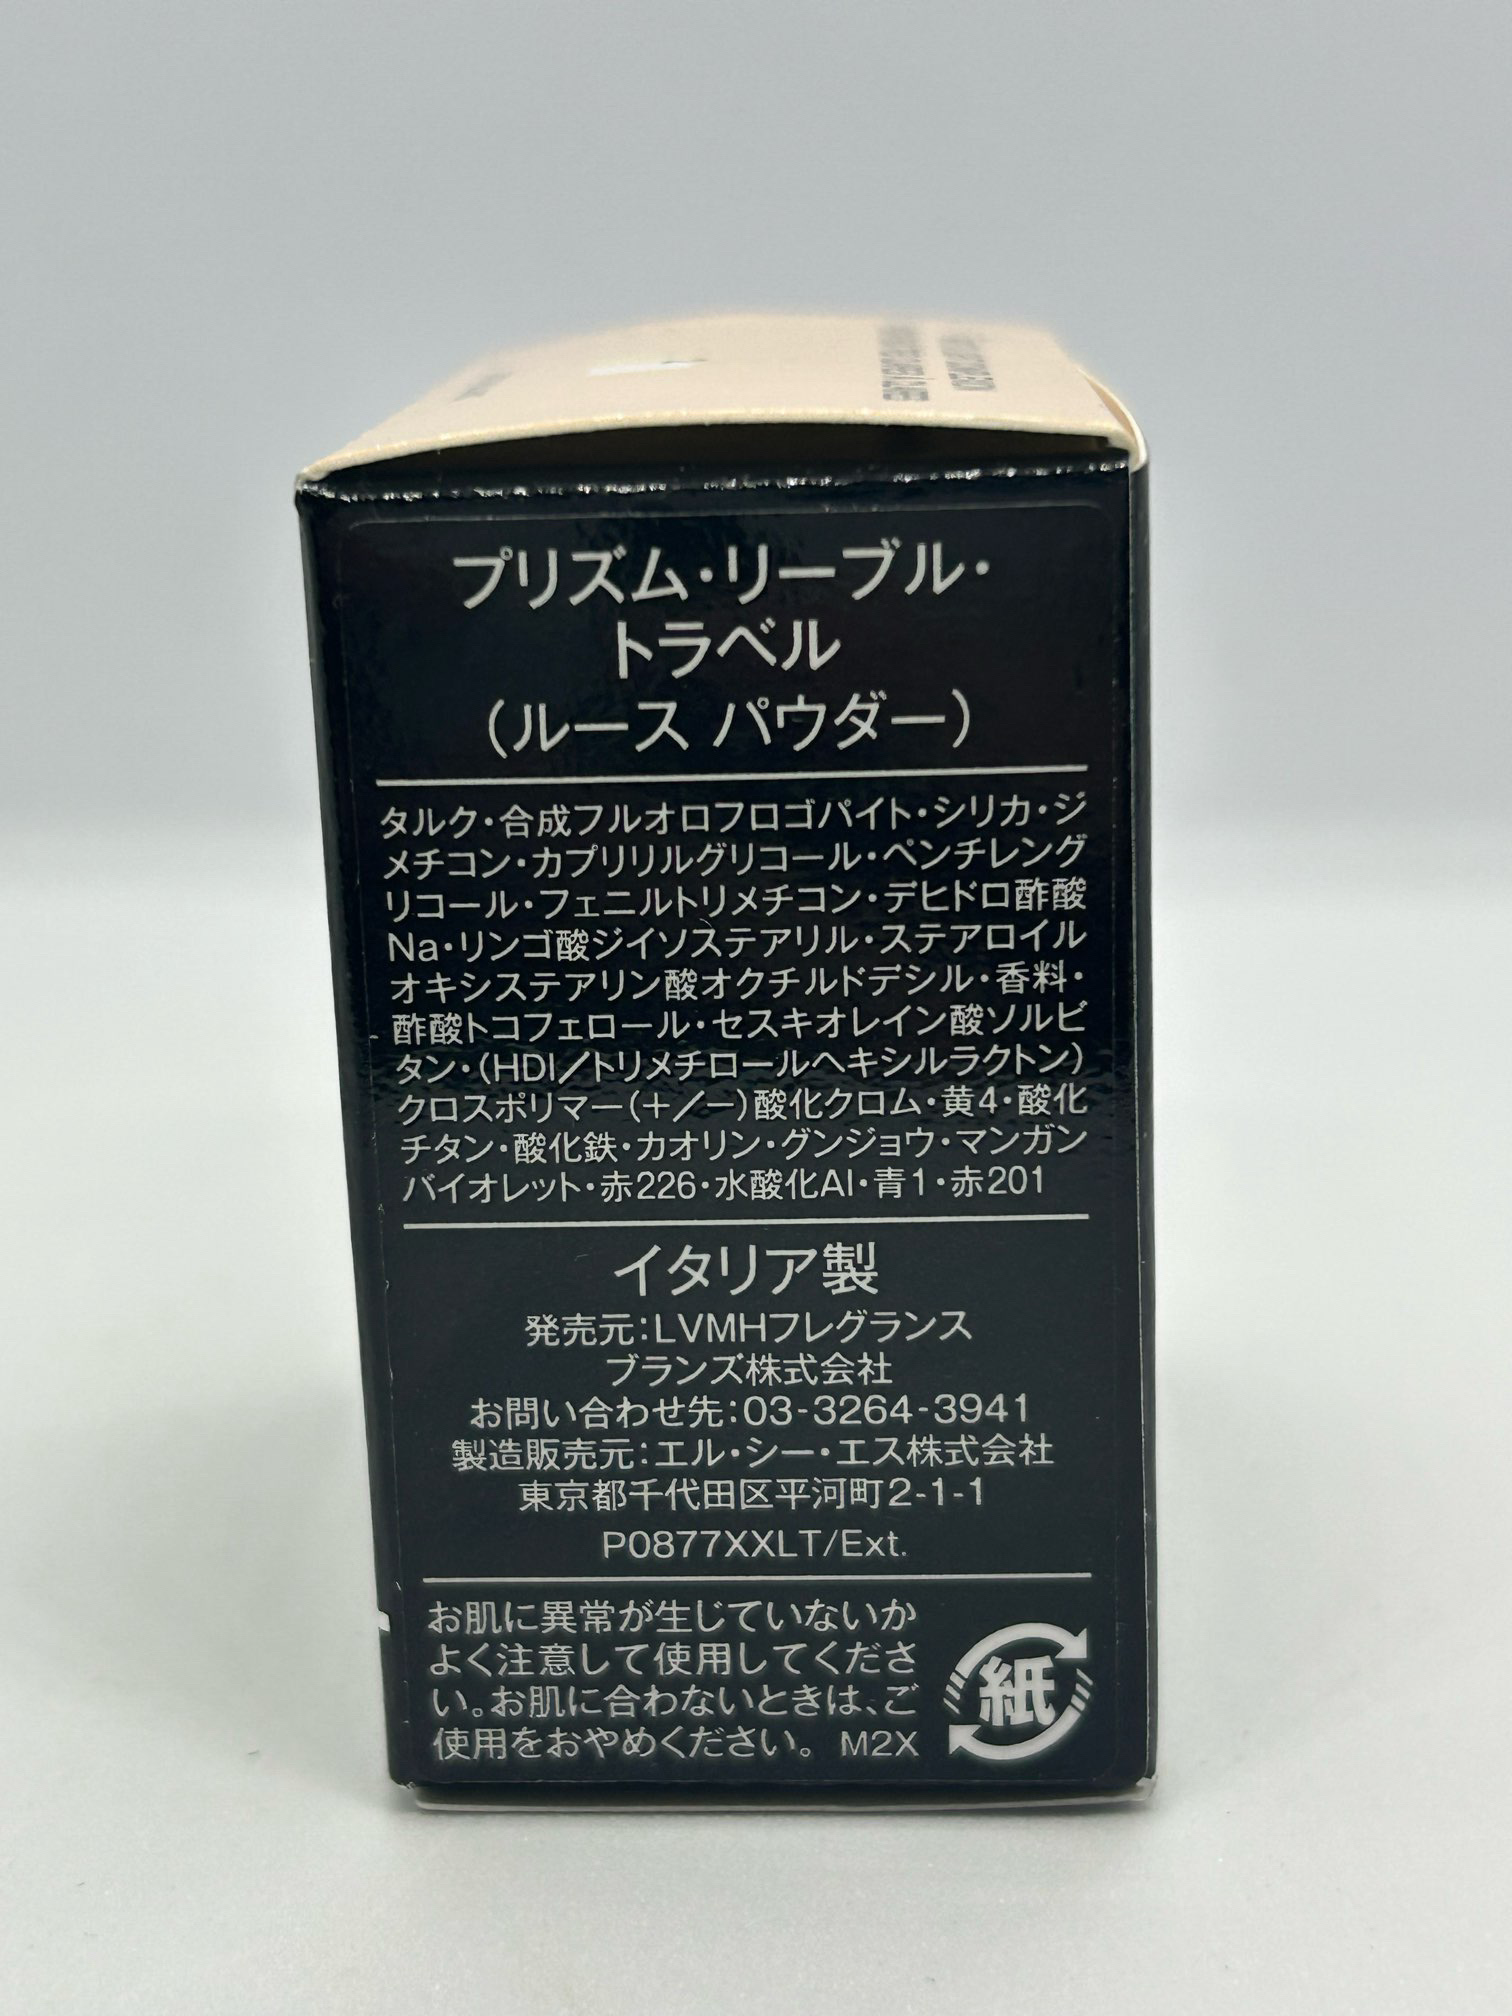 プリズム・リーブル・
トラベル
（ルース パウダー）
タルク・合成フルオロフロゴパイト・シリカ・ジ
メチコン・カプリリルグリコール・ペンチレング
リコール・フェニルトリメチコン・デヒドロ酢酸
Na・リンゴ酸ジイソステアリル・ステアロイル
オキシステアリン酸オクチルドデシル・香料・
酢酸トコフェロール・セスキオレイン酸ソルビ
タン・(HDI／トリメチロールヘキシルラクトン)
クロスポリマー(＋／－)酸化クロム・黄4・酸化
チタン・酸化鉄・カオリン・グンジョウ・マンガン
バイオレット・赤226・水酸化Al・青1・赤201
イタリア製
発売元：LVMHフレグランス
ブランズ株式会社
お問い合わせ先：03-3264-3941
製造販売元：エル・シー・エス株式会社
東京都千代田区平河町2-1-1
P0877XXLT/Ext.
お肌に異常が生じていないか
よく注意して使用してくださ
い。お肌に合わないときは、ご
使用をおやめください。 M2X
紙